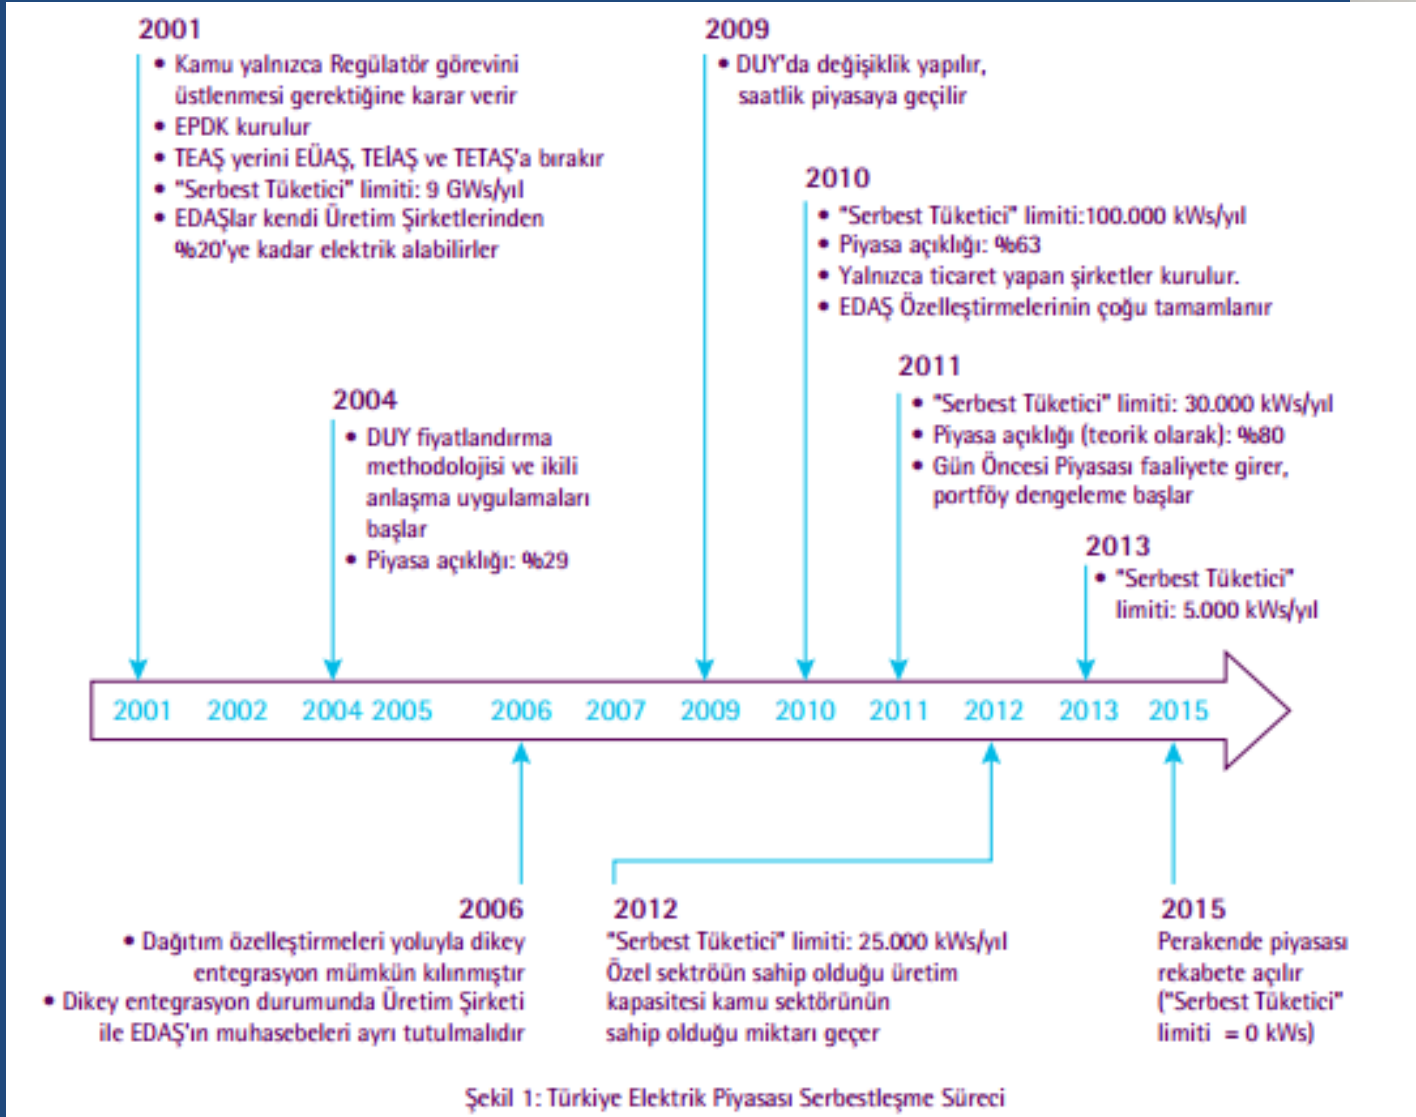 2001
• Kamu yalnızca Regülatör görevini
üstlenmesi gerektiğine karar verir
• EPDK kurulur
• TEAŞ yerini EÜAŞ, TEİAŞ ve TETAŞ'a bırakır
• "Serbest Tüketici" limiti: 9 GWs/yıl
• EDAŞlar kendi Üretim Şirketlerinden
%20'ye kadar elektrik alabilirler
2004
• DUY fiyatlandırma
methodolojisi ve ikili
anlaşma uygulamaları
başlar
• Piyasa açıklığı: %29
2009
• DUY'da değişiklik yapılır,
saatlik piyasaya geçilir
2010
• "Serbest Tüketici" limiti:100.000 kWs/yıl
• Piyasa açıklığı: %63
• Yalnızca ticaret yapan şirketler kurulur.
• EDAŞ Özelleştirmelerinin çoğu tamamlanır
2011
• "Serbest Tüketici" limiti: 30.000 kWs/yıl
• Piyasa açıklığı (teorik olarak): %80
• Gün Öncesi Piyasası faaliyete girer,
portföy dengeleme başlar
2013
• "Serbest Tüketici"
limiti: 5.000 kWs/yıl
2001 2002 2004 2005 2006 2007 2009 2010 2011 2012 2013 2015
2006
• Dağıtım özelleştirmeleri yoluyla dikey
entegrasyon mümkün kılınmıştır
• Dikey entegrasyon durumunda Üretim Şirketi
ile EDAŞ'ın muhasebeleri ayrı tutulmalıdır
2012
"Serbest Tüketici" limiti: 25.000 kWs/yıl
Özel sektröün sahip olduğu üretim
kapasitesi kamu sektörünün
sahip olduğu miktarı geçer
2015
Perakende piyasası
rekabete açılır
("Serbest Tüketici"
limiti = 0 kWs)
Şekil 1: Türkiye Elektrik Piyasası Serbestleşme Süreci